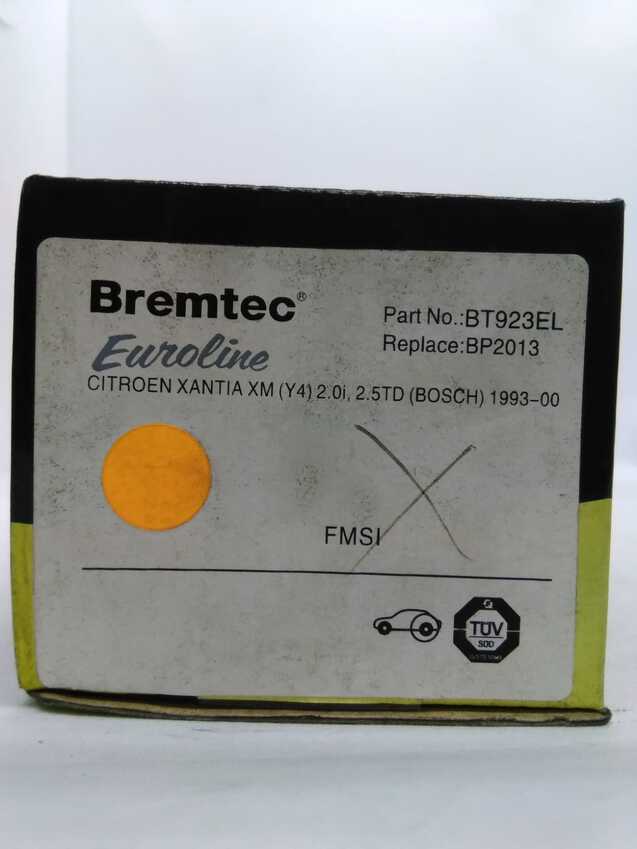 Bremtec®
Euroline
Part No.:BT923EL
Replace:BP2013
CITROEN XANTIA XM (Y4) 2.0i, 2.5TD (BOSCH) 1993-00
FMSI
TÜV
SÜD